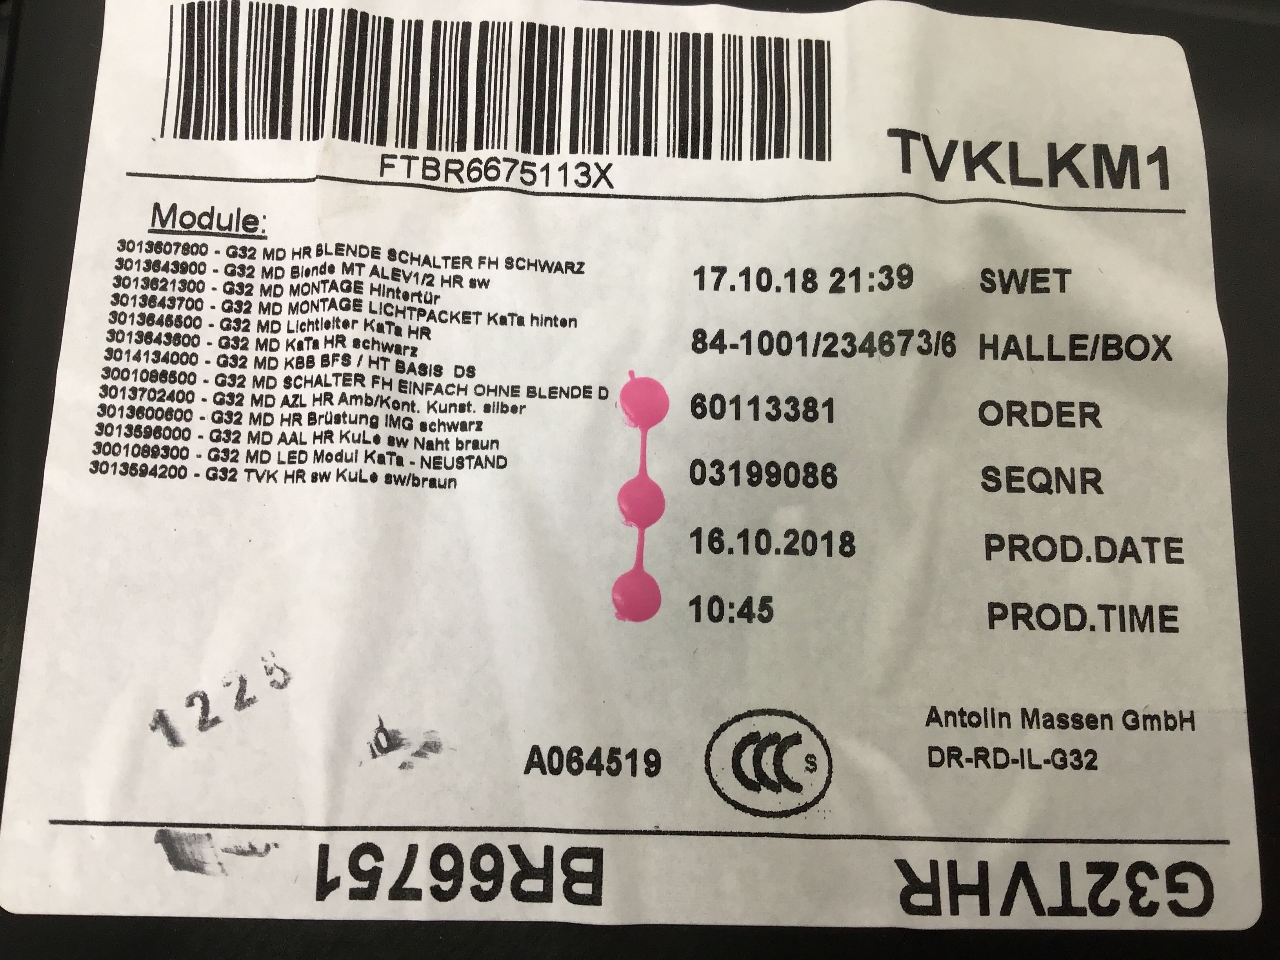 FTBR6675113X
TVKLKM1
Module:
3013607800 - G32 MD HR BLENDE SCHALTER FH SCHWARZ
3013643900 - G32 MD Blende MT ALEV1/2 HR sw
3013621300 - G32 MD MONTAGE Hintertür
3013643700 - G32 MD MONTAGE LICHTPACKET KaTa hinten
3013646500 - G32 MD Lichtleiter KaTa HR
3013643600 - G32 MD KaTa HR schwarz
3014134000 - G32 MD KBB BFS / HT BASIS DS
3001086500 - G32 MD SCHALTER FH EINFACH OHNE BLENDE D
3013702400 - G32 MD AZL HR Amb/Kont. Kunst. silber
3013600600 - G32 MD HR Brüstung IMG schwarz
3013596000 - G32 MD AAL HR KuLe sw Naht braun
3001089300 - G32 MD LED Modul KaTa - NEUSTAND
3013594200 - G32 TVK HR sw KuLe sw/braun
17.10.18 21:39 SWET
84-1001/234673/6 HALLE/BOX
60113381 ORDER
03199086 SEQNR
16.10.2018 PROD.DATE
10:45 PROD.TIME
1225
A064519
CCC S
Antolin Massen GmbH
DR-RD-IL-G32
BR66751
G32TVHR